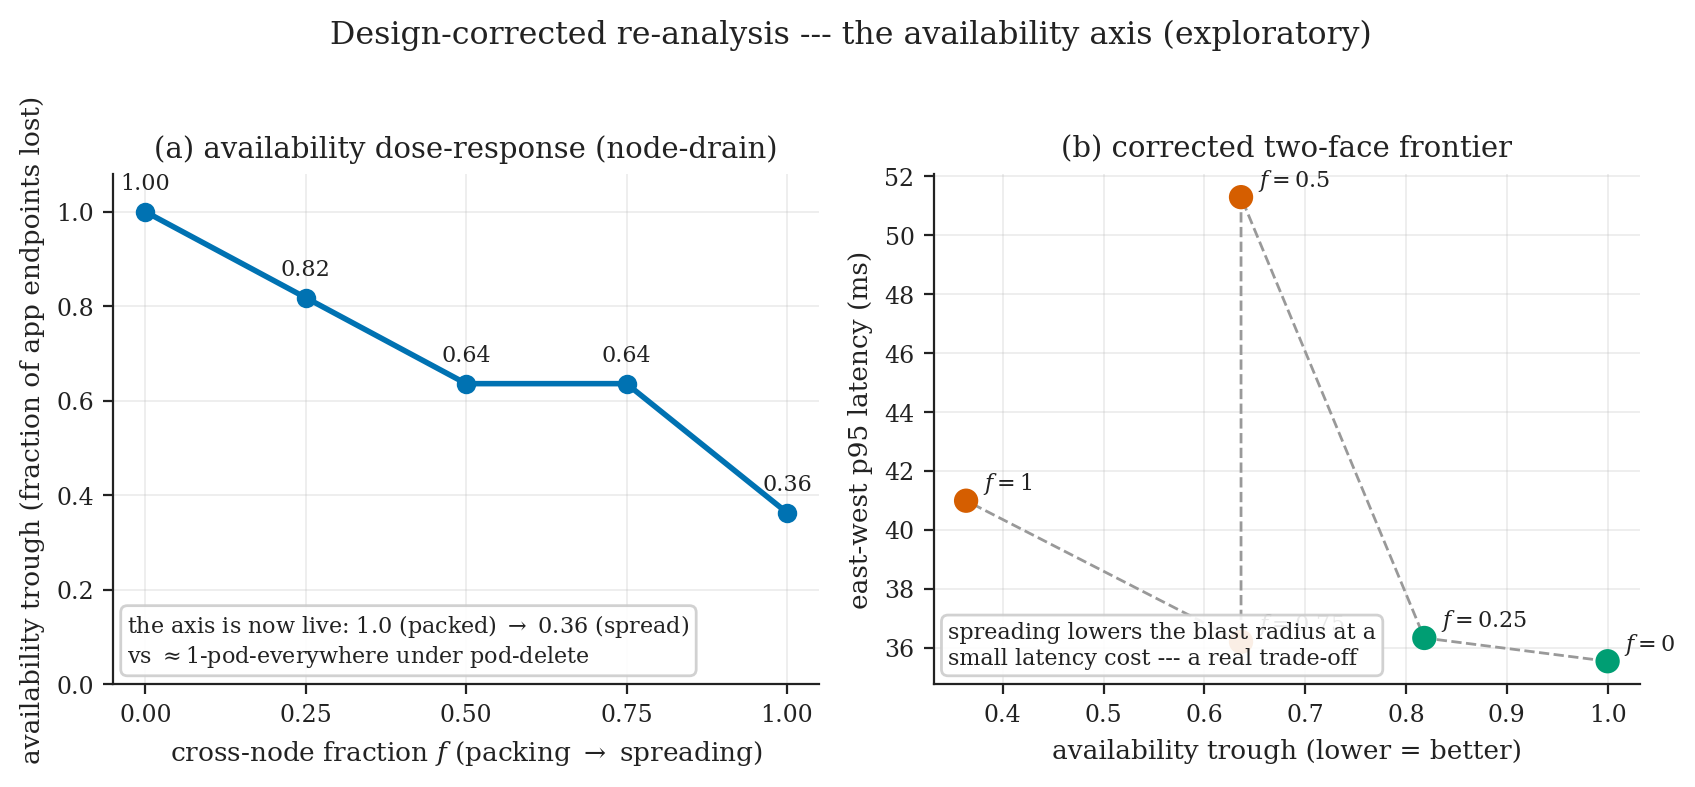 Design-corrected re-analysis --- the availability axis (exploratory)
(a) availability dose-response (node-drain)
availability trough (fraction of app endpoints lost)
1.0
0.8
0.6
0.4
0.2
0.0
1.00
0.82
0.64
0.64
0.36
the axis is now live: 1.0 (packed) → 0.36 (spread)
vs ≈1-pod-everywhere under pod-delete
0.00 0.25 0.50 0.75 1.00
cross-node fraction f (packing → spreading)
(b) corrected two-face frontier
east-west p95 latency (ms)
52
50
48
46
44
42
40
38
36
f = 0.5
f = 1
f = 0.75
f = 0.25
f = 0
spreading lowers the blast radius at a
small latency cost --- a real trade-off
0.4 0.5 0.6 0.7 0.8 0.9 1.0
availability trough (lower = better)